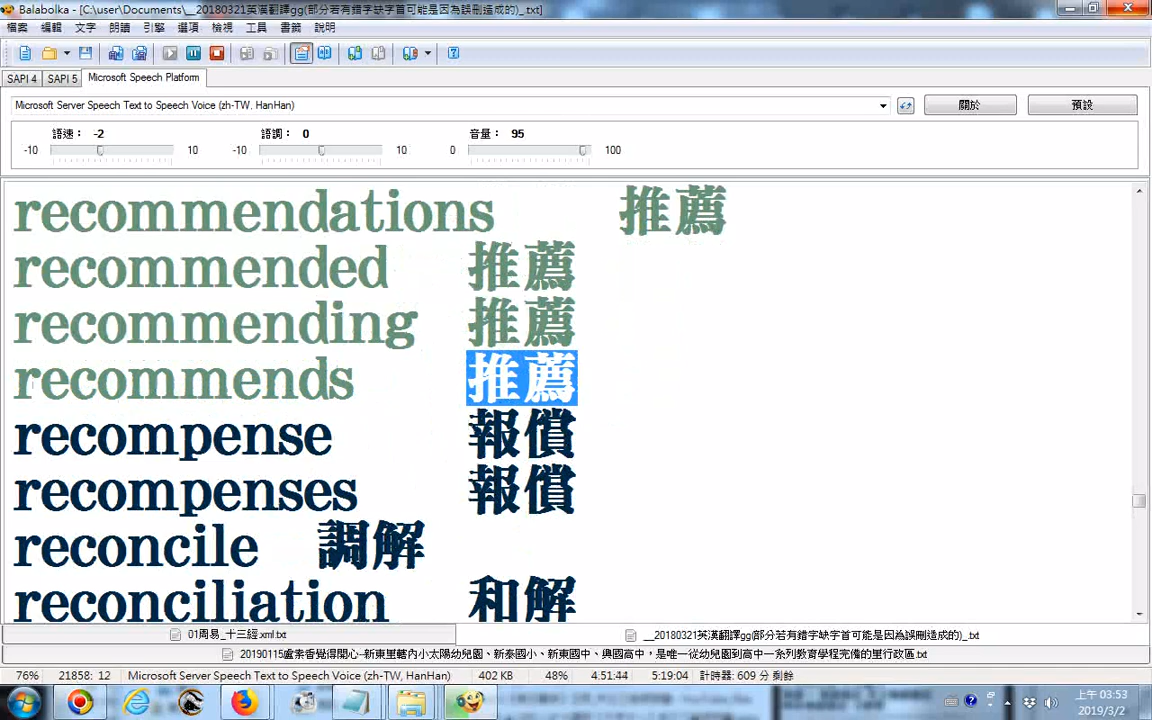 Balabolka - [C:\user\Documents\__20180321英漢翻譯gg(部分若有錯字缺字首可能是因為誤刪造成的)_.txt]
檔案 編輯 文字 朗讀 引擎 選項 檢視 工具 書籤 說明
SAPI 4 SAPI 5 Microsoft Speech Platform
Microsoft Server Speech Text to Speech Voice (zh-TW, HanHan) 關於 預設
語速： -2 語調： 0 音量： 95
-10 10 -10 10 0 100
recommendations 推薦
recommended 推薦
recommending 推薦
recommends 推薦
recompense 報償
recompenses 報償
reconcile 調解
reconciliation 和解
01周易_十三經.xml.txt __20180321英漢翻譯gg(部分若有錯字缺字首可能是因為誤刪造成的)_.txt
20190115盧素香覺得開心--新東里轄內小太陽幼兒園、新泰國小、新東國中、興國高中，是唯一從幼兒園到高中一系列教育學程完備的里行政區.txt
76% 21858: 12 Microsoft Server Speech Text to Speech Voice (zh-TW, HanHan) 402 KB 48% 4:51:44 5:19:04 計時器: 609 分 剩餘
上午 03:53
2019/3/2